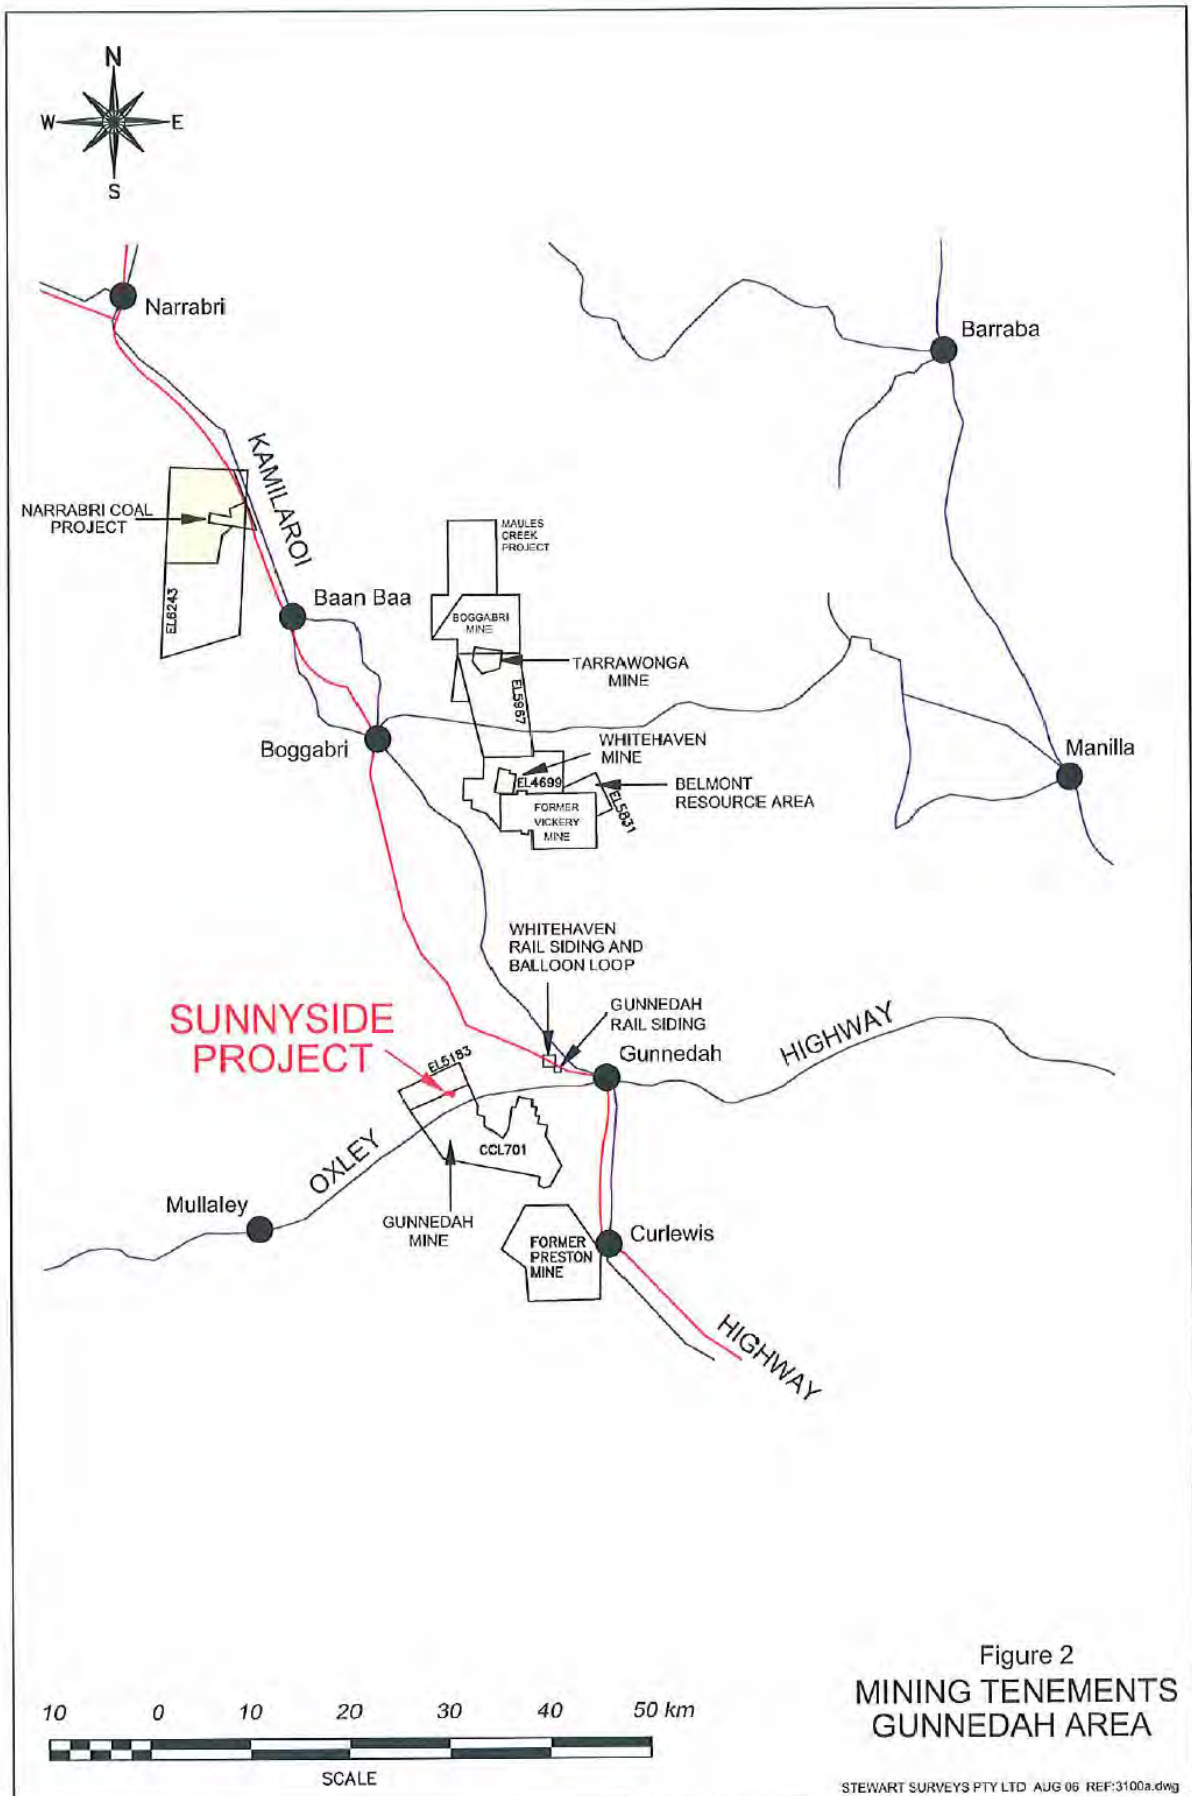 N
W
E
S
Narrabri
Barraba
KAMILAROI
NARRABRI COAL
PROJECT
MAULES
CREEK
PROJECT
EL6243
Baan Baa
BOGGABRI
MINE
TARRAWONGA
MINE
EL5967
Boggabri
WHITEHAVEN
MINE
Manilla
EL4699
BELMONT
RESOURCE AREA
EL5831
FORMER
VICKERY
MINE
WHITEHAVEN
RAIL SIDING AND
BALLOON LOOP
SUNNYSIDE
PROJECT
GUNNEDAH
RAIL SIDING
HIGHWAY
Gunnedah
EL5183
OXLEY
CCL701
Mullaley
GUNNEDAH
MINE
FORMER
PRESTON
MINE
Curlewis
HIGHWAY
Figure 2
MINING TENEMENTS
GUNNEDAH AREA
10 0 10 20 30 40 50 km
SCALE
STEWART SURVEYS PTY LTD AUG 06 REF:3100a.dwg